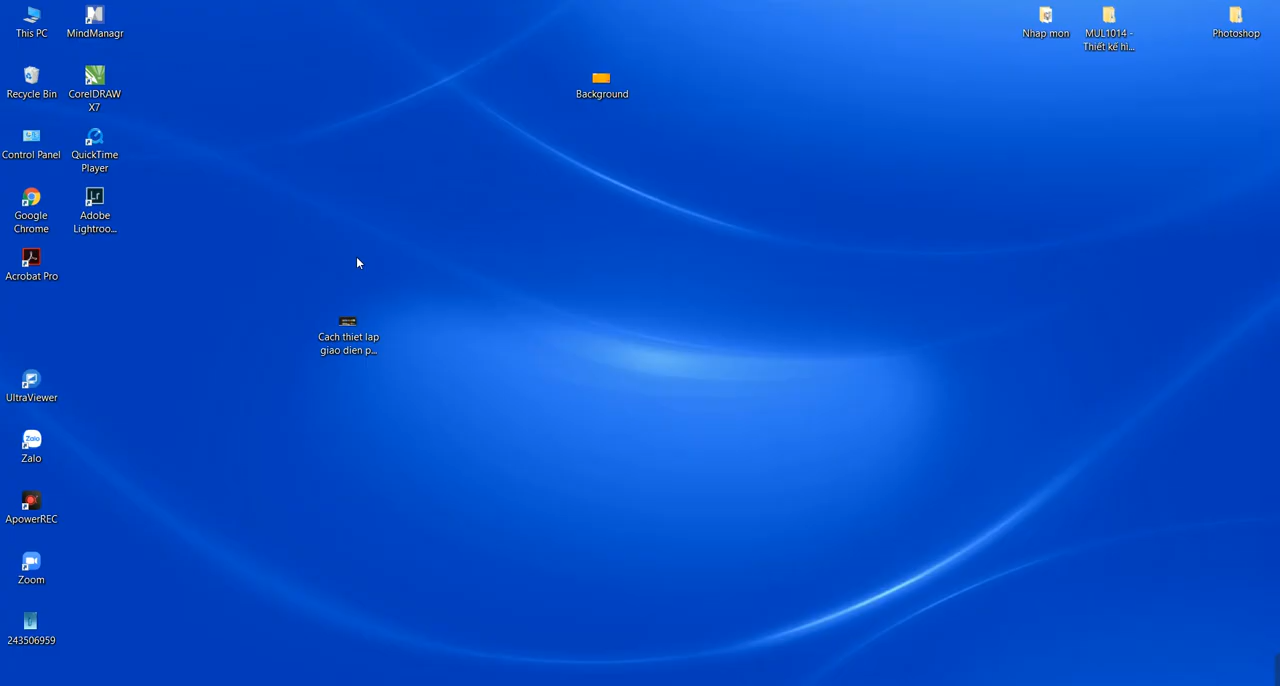 This PC
MindManagr
Recycle Bin
CorelDRAW
X7
Control Panel
QuickTime
Player
Google
Chrome
Adobe
Lightroo...
Acrobat Pro
UltraViewer
Zalo
ApowerREC
Zoom
243506959
Background
Cach thiet lap
giao dien p...
Nhap mon
MUL1014 -
Thiết kế hì...
Photoshop